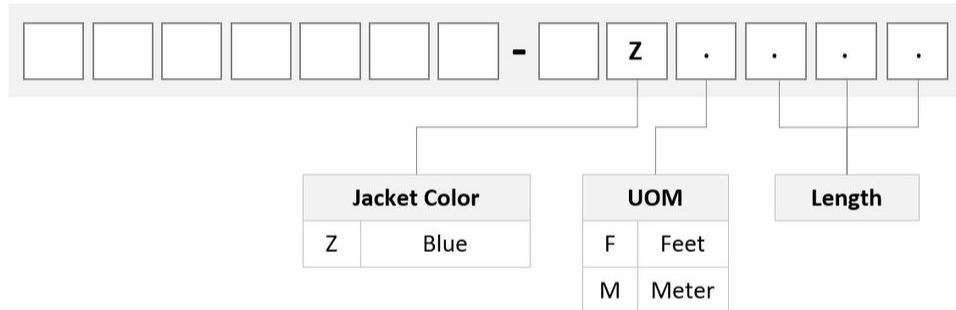 - Z . . . .
Jacket Color UOM Length
Z Blue F Feet
M Meter